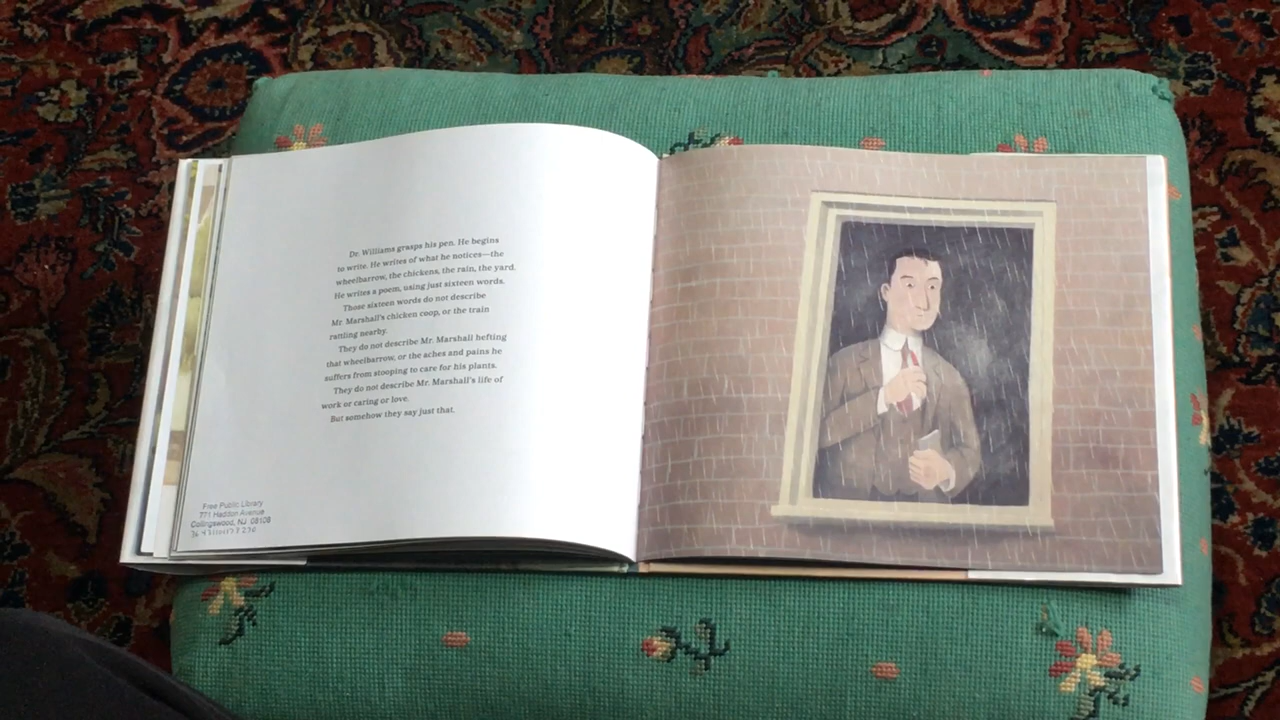 Dr. Williams grasps his pen. He begins
to write. He writes of what he notices—the
wheelbarrow, the chickens, the rain, the yard.
He writes a poem, using just sixteen words.
Those sixteen words do not describe
Mr. Marshall's chicken coop, or the train
rattling nearby.
They do not describe Mr. Marshall hefting
that wheelbarrow, or the aches and pains he
suffers from stooping to care for his plants.
They do not describe Mr. Marshall's life of
work or caring or love.
But somehow they say just that.
Free Public Library
771 Haddon Avenue
Collingswood, NJ 08108